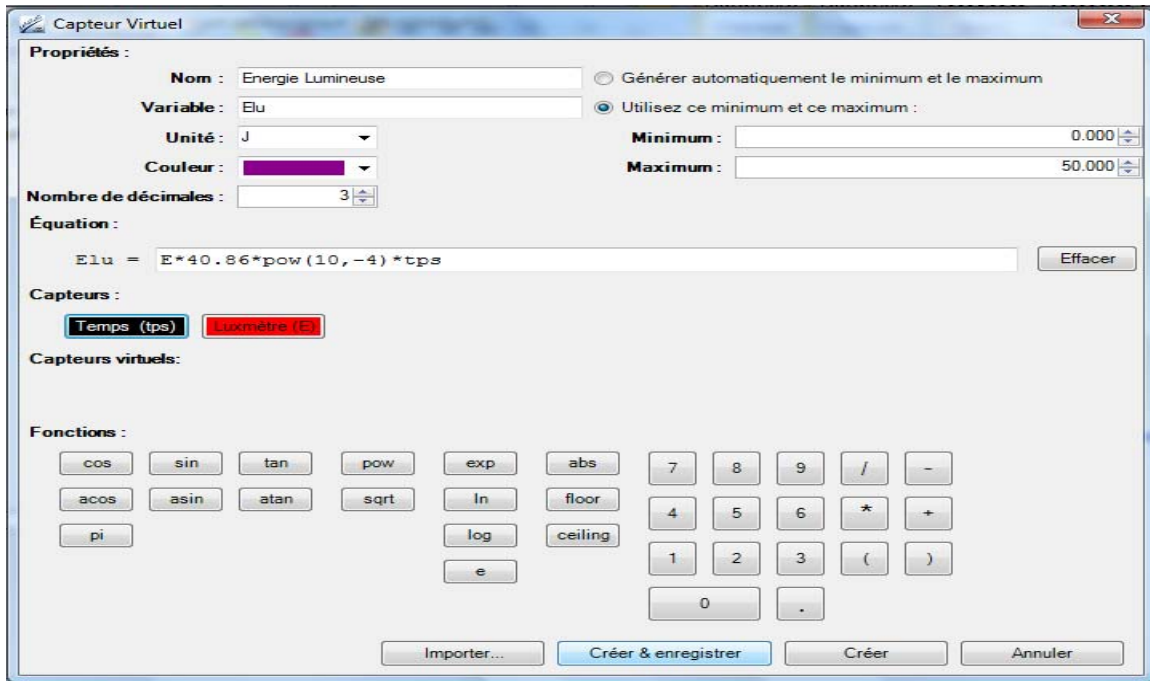 Capteur Virtuel
Propriétés :
Nom : Energie Lumineuse
Générer automatiquement le minimum et le maximum
Variable : Elu
Utilisez ce minimum et ce maximum :
Unité : J
Minimum : 0.000
Couleur :
Maximum : 50.000
Nombre de décimales : 3
Équation :
Elu = E*40.86*pow(10,-4)*tps
Effacer
Capteurs :
Temps (tps) Luxmètre (E)
Capteurs virtuels:
Fonctions :
cos sin tan pow exp abs 7 8 9 / -
acos asin atan sqrt ln floor 4 5 6 * +
pi log ceiling 1 2 3 ( )
e 0 .
Importer... Créer & enregistrer Créer Annuler